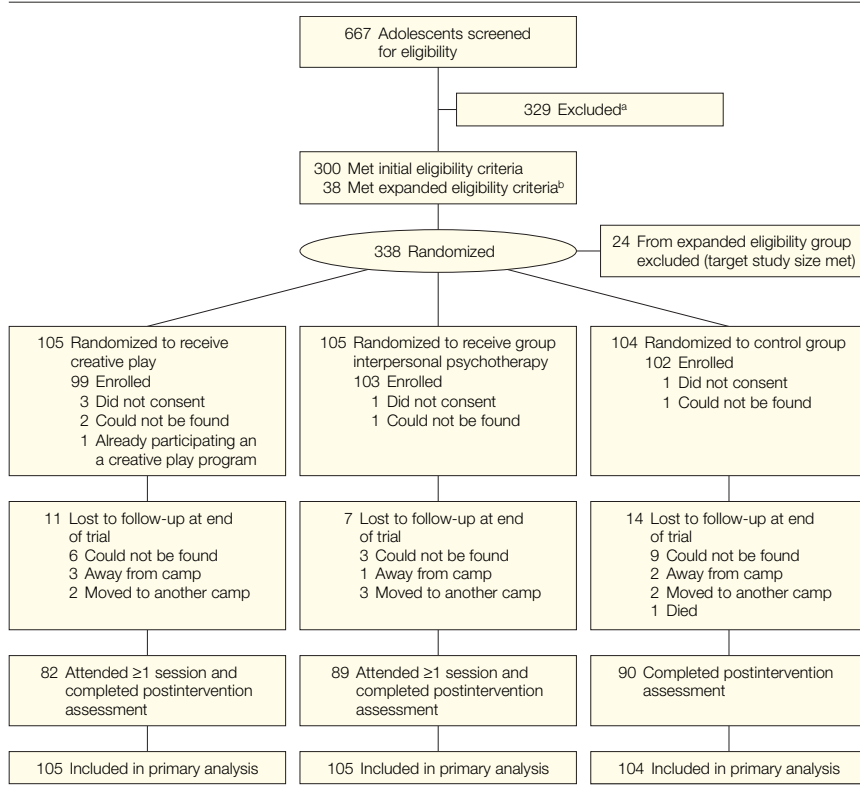 667 Adolescents screened
for eligibility
329 Excludedᵃ
300 Met initial eligibility criteria
38 Met expanded eligibility criteriaᵇ
338 Randomized
24 From expanded eligibility group
excluded (target study size met)
105 Randomized to receive
creative play
99 Enrolled
3 Did not consent
2 Could not be found
1 Already participating an
a creative play program
105 Randomized to receive group
interpersonal psychotherapy
103 Enrolled
1 Did not consent
1 Could not be found
104 Randomized to control group
102 Enrolled
1 Did not consent
1 Could not be found
11 Lost to follow-up at end
of trial
6 Could not be found
3 Away from camp
2 Moved to another camp
7 Lost to follow-up at end
of trial
3 Could not be found
1 Away from camp
3 Moved to another camp
14 Lost to follow-up at end
of trial
9 Could not be found
2 Away from camp
2 Moved to another camp
1 Died
82 Attended ≥1 session and
completed postintervention
assessment
89 Attended ≥1 session and
completed postintervention
assessment
90 Completed postintervention
assessment
105 Included in primary analysis
105 Included in primary analysis
104 Included in primary analysis